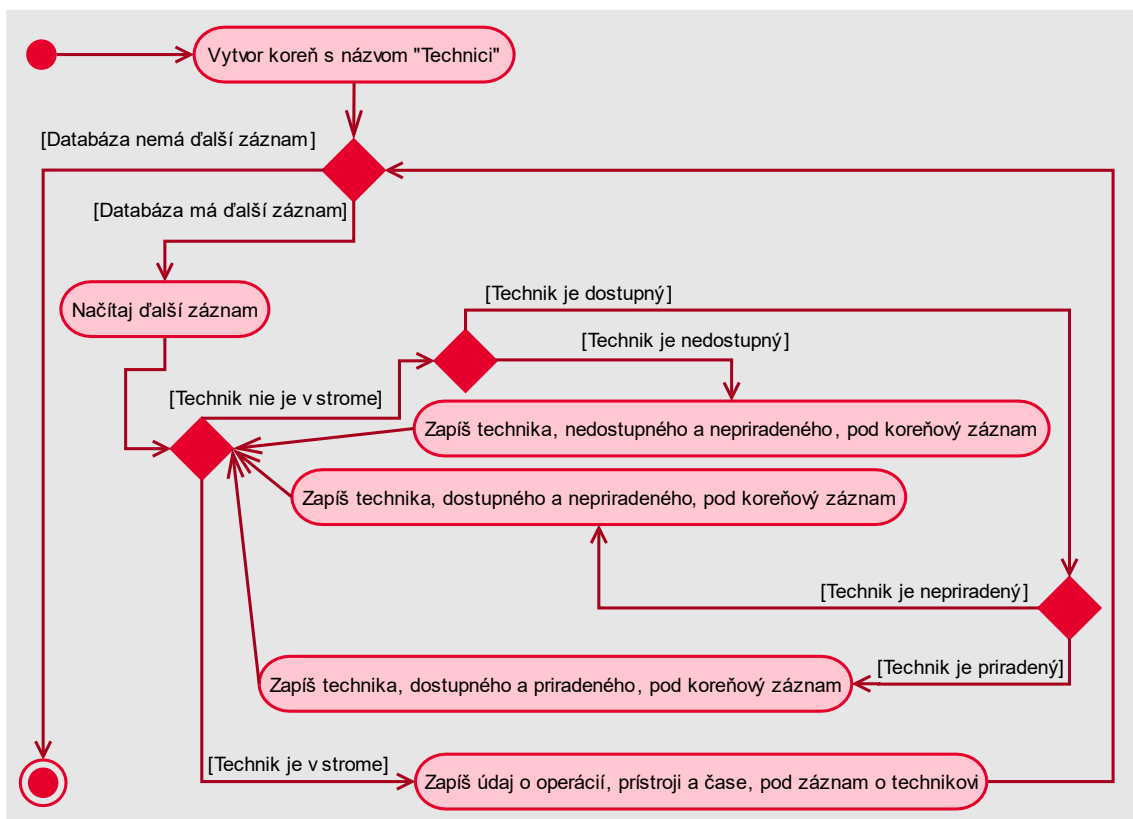 Vytvor koreň s názvom "Technici"
[Databáza nemá ďalší záznam]
[Databáza má ďalší záznam]
Načítaj ďalší záznam
[Technik je dostupný]
[Technik je nedostupný]
[Technik nie je v strome]
Zapíš technika, nedostupného a nepriradeného, pod koreňový záznam
Zapíš technika, dostupného a nepriradeného, pod koreňový záznam
[Technik je nepriradený]
[Technik je priradený]
Zapíš technika, dostupného a priradeného, pod koreňový záznam
[Technik je v strome]
Zapíš údaj o operácií, prístroji a čase, pod záznam o technikovi